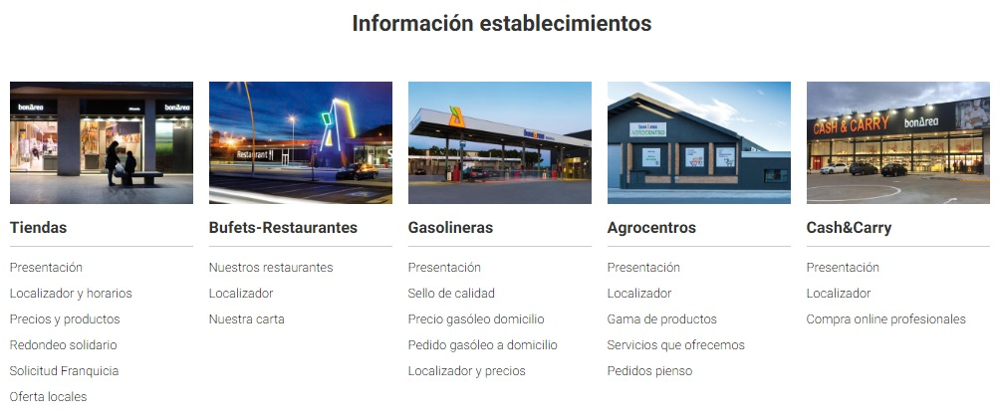 Información establecimientos
bonÀrea
bonÀrea
Restaurant
CASH & CARRY bonÀrea
Tiendas
Presentación
Localizador y horarios
Precios y productos
Redondeo solidario
Solicitud Franquicia
Oferta locales
Bufets-Restaurantes
Nuestros restaurantes
Localizador
Nuestra carta
Gasolineras
Presentación
Sello de calidad
Precio gasóleo domicilio
Pedido gasóleo a domicilio
Localizador y precios
Agrocentros
Presentación
Localizador
Gama de productos
Servicios que ofrecemos
Pedidos pienso
Cash&Carry
Presentación
Localizador
Compra online profesionales